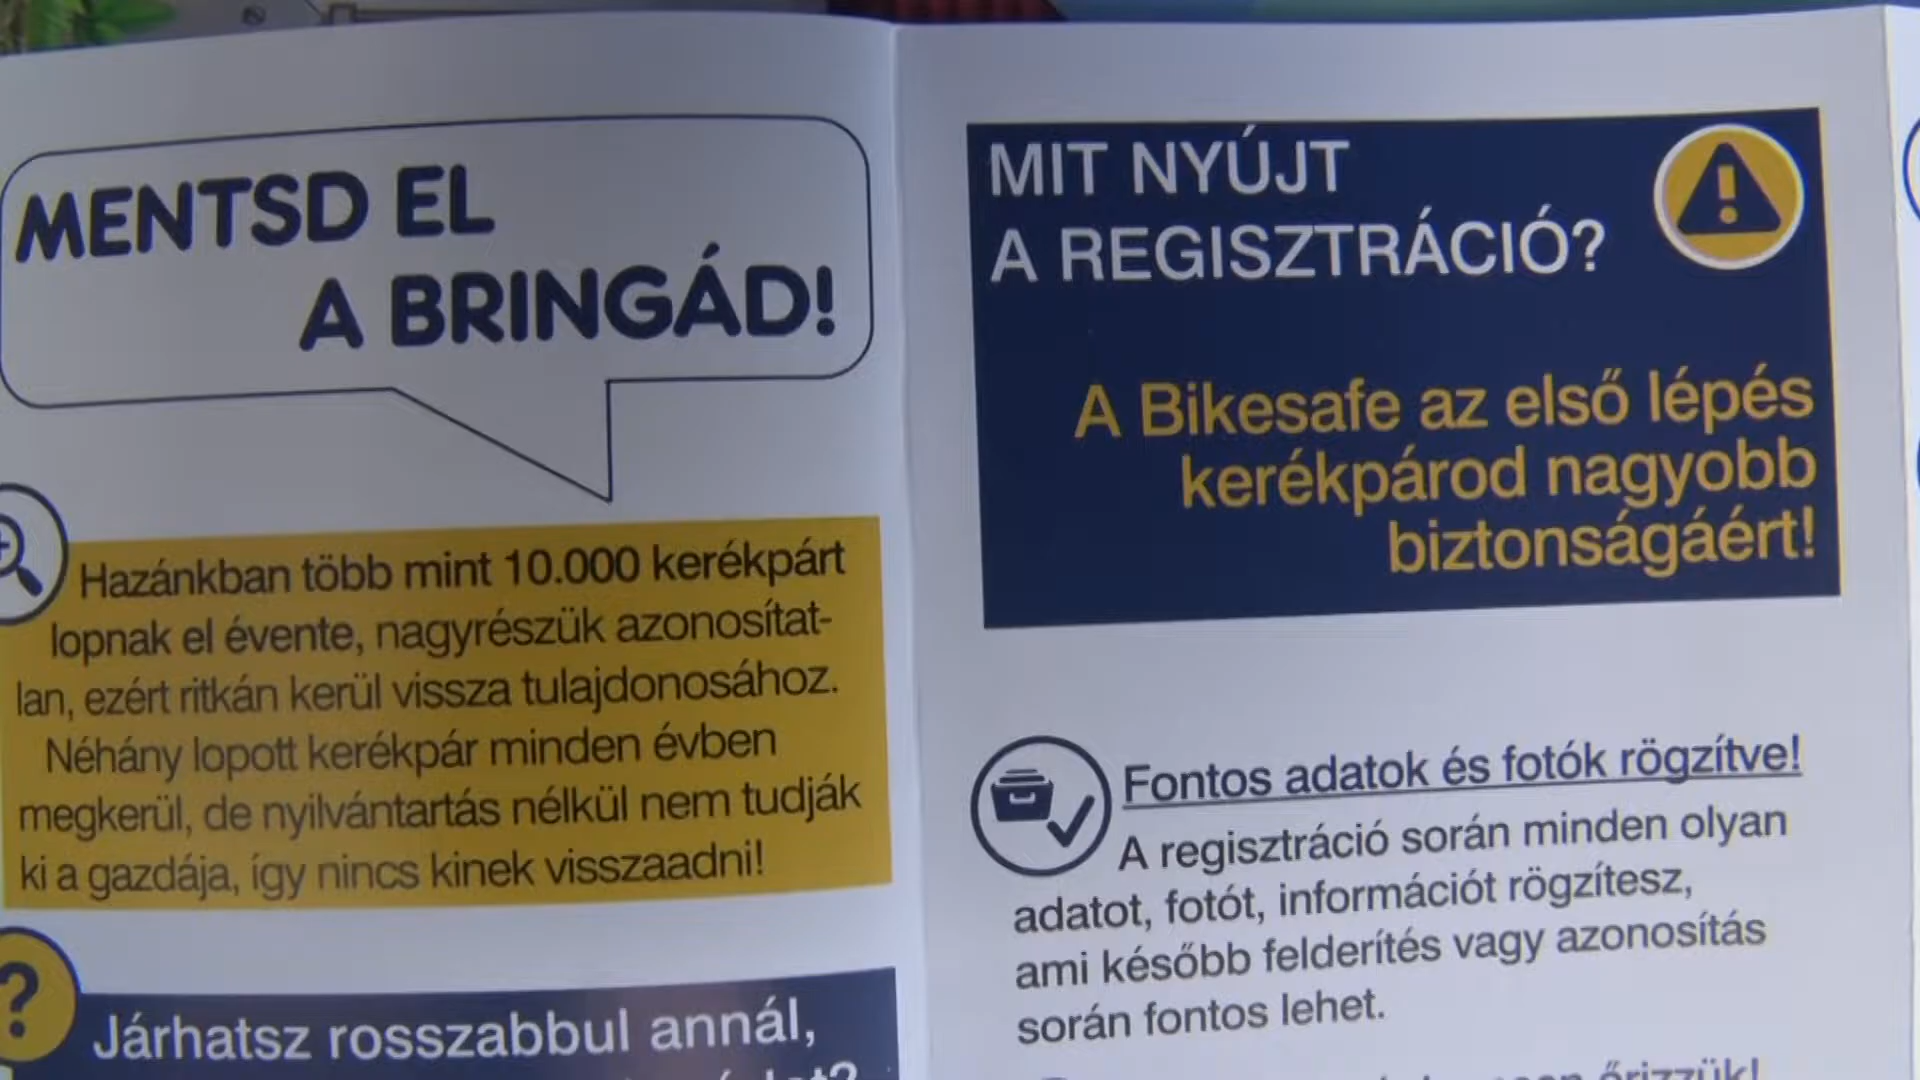 MENTSD EL
A BRINGÁD!
Hazánkban több mint 10.000 kerékpárt
lopnak el évente, nagyrészük azonosítat-
lan, ezért ritkán kerül vissza tulajdonosához.
Néhány lopott kerékpár minden évben
megkerül, de nyilvántartás nélkül nem tudják
ki a gazdája, így nincs kinek visszaadni!
?
Járhatsz rosszabbul annál,
MIT NYÚJT
A REGISZTRÁCIÓ?
A Bikesafe az első lépés
kerékpárod nagyobb
biztonságáért!
Fontos adatok és fotók rögzítve!
A regisztráció során minden olyan
adatot, fotót, információt rögzítesz,
ami később felderítés vagy azonosítás
során fontos lehet.
őrizzük!